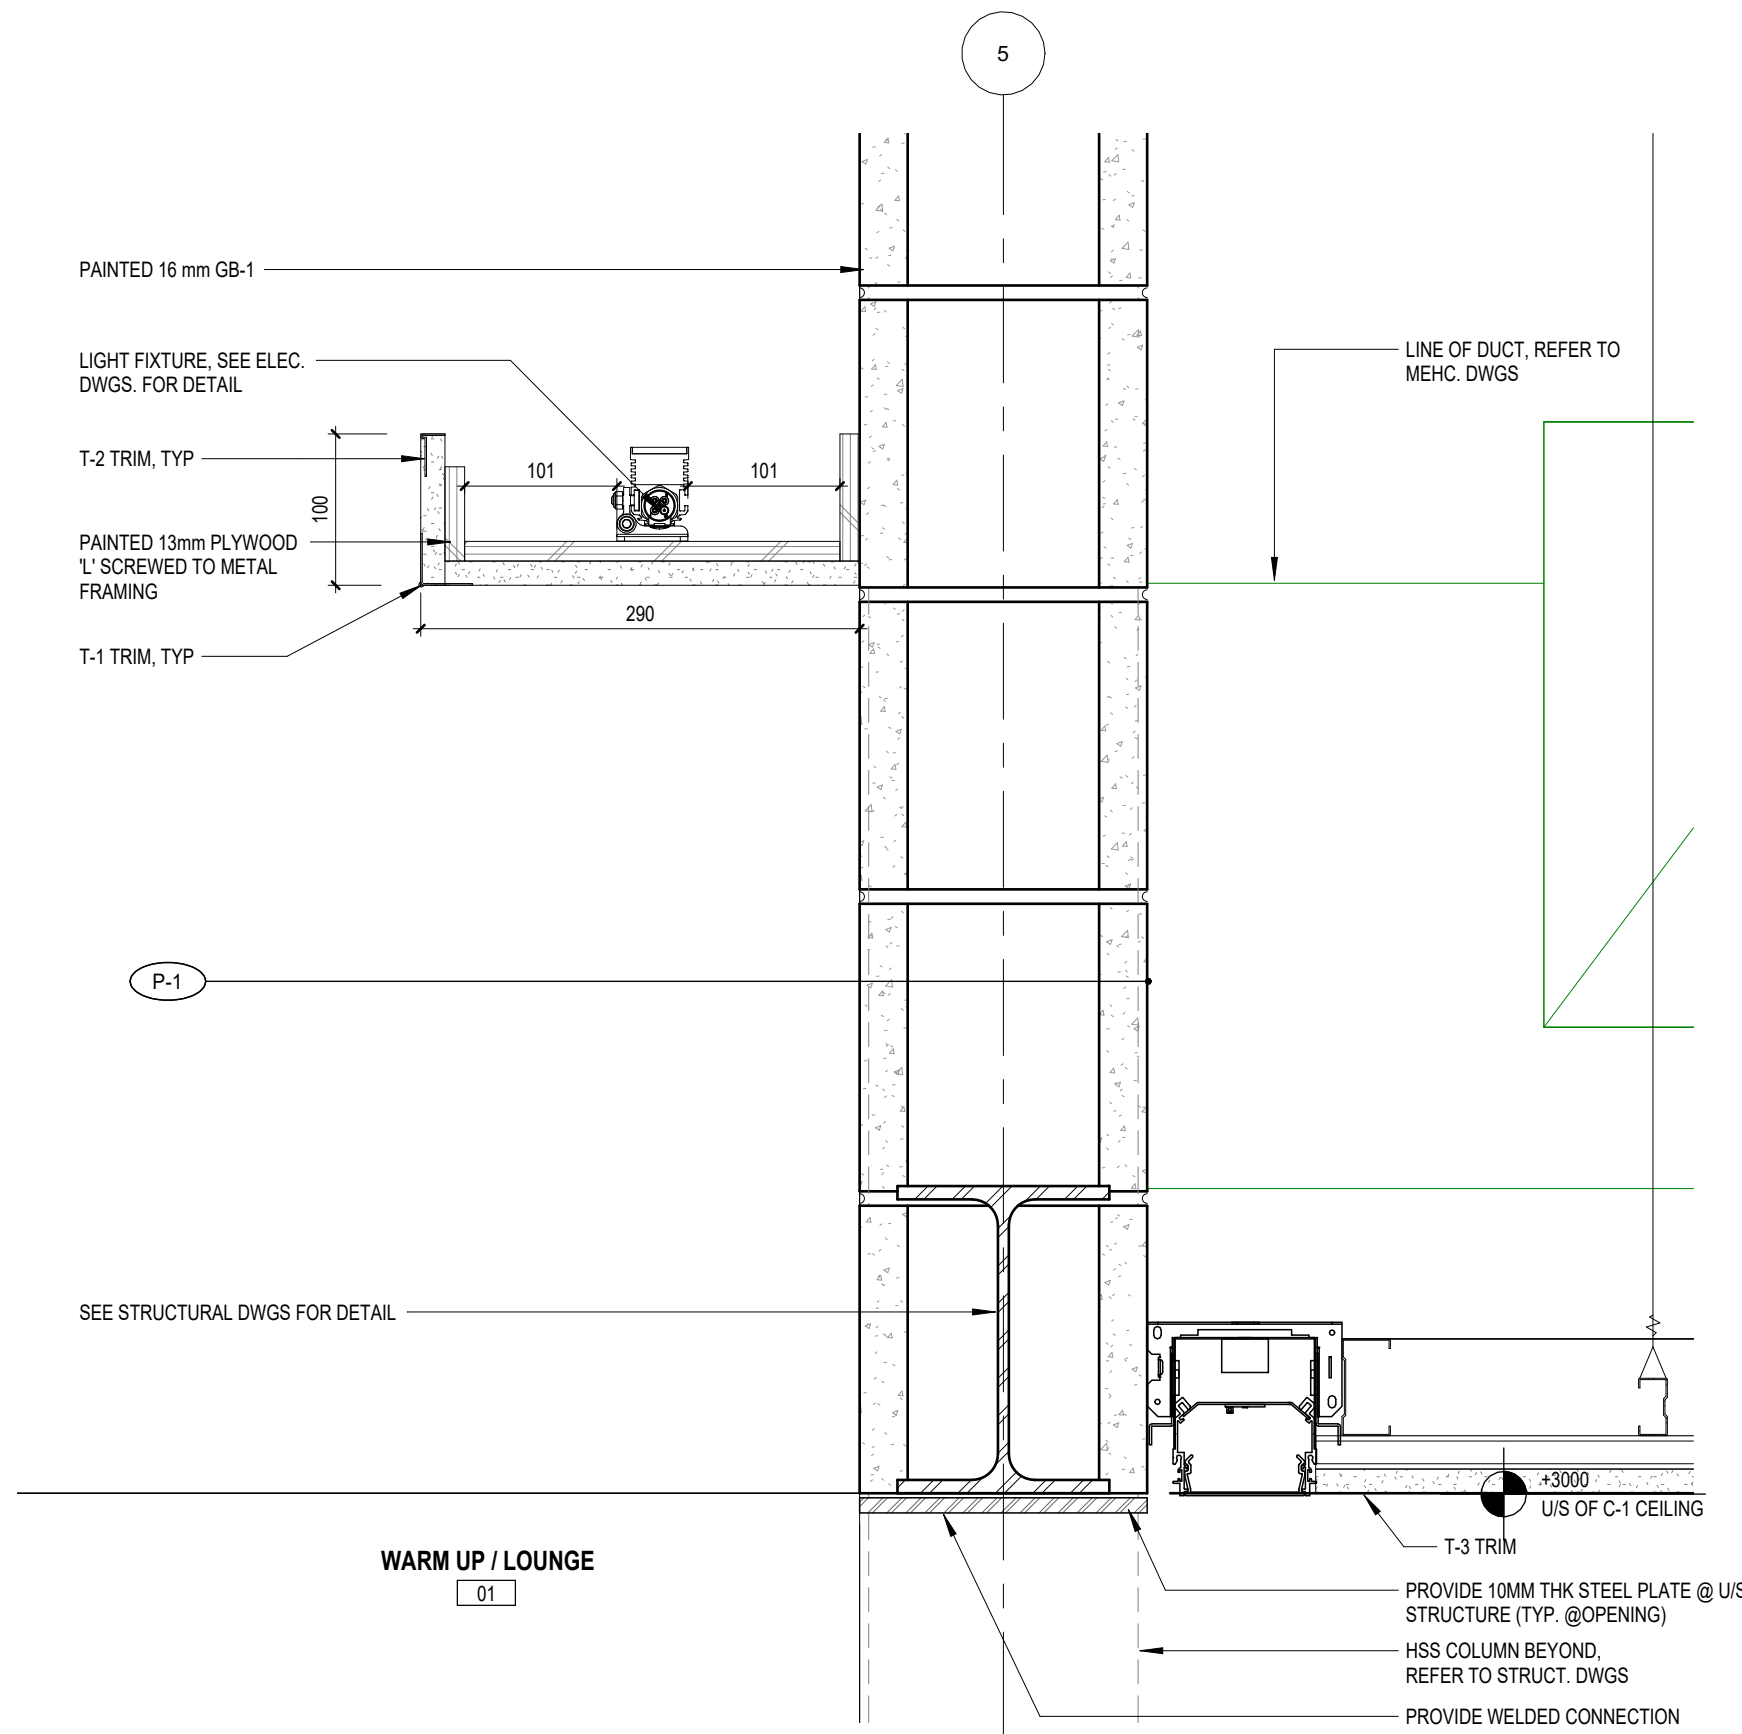 5
PAINTED 16 mm GB-1
LIGHT FIXTURE, SEE ELEC.
DWGS. FOR DETAIL
LINE OF DUCT, REFER TO
MEHC. DWGS
T-2 TRIM, TYP
101
101
100
PAINTED 13mm PLYWOOD
'L' SCREWED TO METAL
FRAMING
290
T-1 TRIM, TYP
P-1
SEE STRUCTURAL DWGS FOR DETAIL
+3000
U/S OF C-1 CEILING
T-3 TRIM
WARM UP / LOUNGE
01
PROVIDE 10MM THK STEEL PLATE @ U/S
STRUCTURE (TYP. @OPENING)
HSS COLUMN BEYOND,
REFER TO STRUCT. DWGS
PROVIDE WELDED CONNECTION